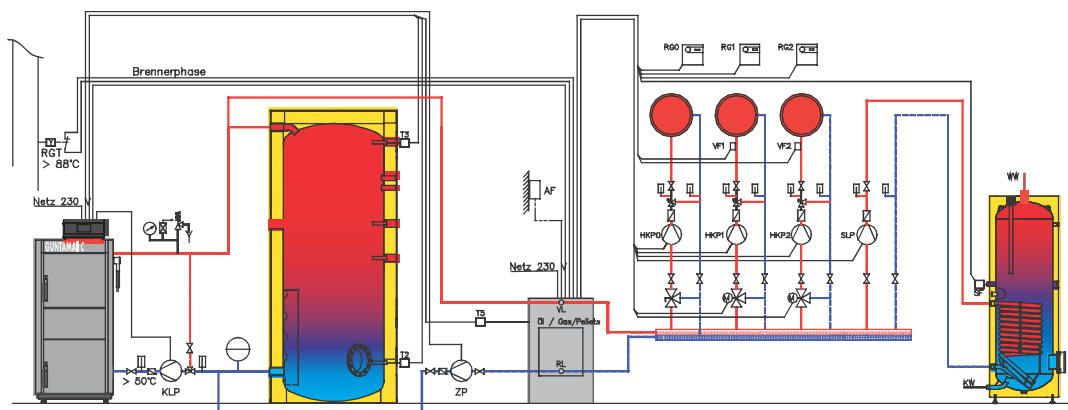 RG0 RG1 RG2
Brennerphase
T3
RGT
> 88°C
VF1 VF2
WW
AF
Netz 230 V
GUNTAMATIC
HKP0 HKP1 HKP2 SLP
Netz 230 V
SF
M M
VL
T5
Öl / Gas/Pellets
T2
> 50°C
KLP
ZP
RL
KW